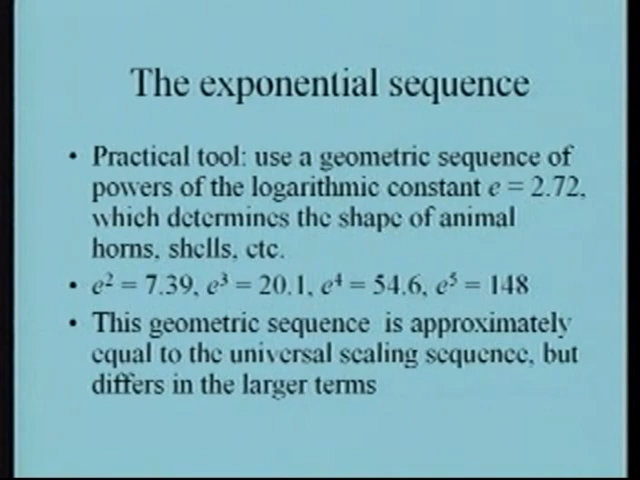 The exponential sequence
• Practical tool: use a geometric sequence of
powers of the logarithmic constant e = 2.72,
which determines the shape of animal
horns, shells, etc.
• e² = 7.39, e³ = 20.1, e⁴ = 54.6, e⁵ = 148
• This geometric sequence is approximately
equal to the universal scaling sequence, but
differs in the larger terms